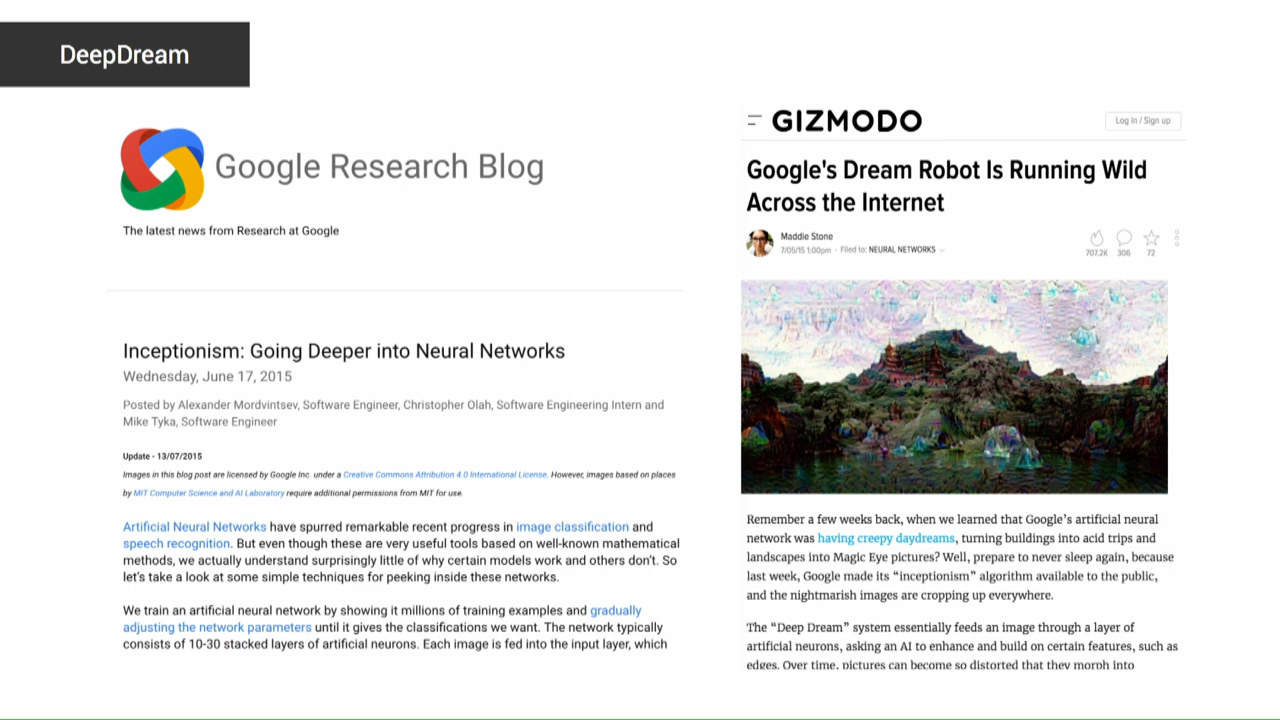 DeepDream
Google Research Blog
The latest news from Research at Google
Inceptionism: Going Deeper into Neural Networks
Wednesday, June 17, 2015
Posted by Alexander Mordvintsev, Software Engineer, Christopher Olah, Software Engineering Intern and
Mike Tyka, Software Engineer
Update - 13/07/2015
Images in this blog post are licensed by Google Inc. under a Creative Commons Attribution 4.0 International License. However, images based on places
by MIT Computer Science and AI Laboratory require additional permissions from MIT for use.
Artificial Neural Networks have spurred remarkable recent progress in image classification and
speech recognition. But even though these are very useful tools based on well-known mathematical
methods, we actually understand surprisingly little of why certain models work and others don't. So
let's take a look at some simple techniques for peeking inside these networks.
We train an artificial neural network by showing it millions of training examples and gradually
adjusting the network parameters until it gives the classifications we want. The network typically
consists of 10-30 stacked layers of artificial neurons. Each image is fed into the input layer, which
GIZMODO
Log in / Sign up
Google's Dream Robot Is Running Wild
Across the Internet
Maddie Stone
7/05/15 1:00pm · Filed to: NEURAL NETWORKS
707.2K 306 72
Remember a few weeks back, when we learned that Google's artificial neural
network was having creepy daydreams, turning buildings into acid trips and
landscapes into Magic Eye pictures? Well, prepare to never sleep again, because
last week, Google made its "inceptionism" algorithm available to the public,
and the nightmarish images are cropping up everywhere.
The "Deep Dream" system essentially feeds an image through a layer of
artificial neurons, asking an AI to enhance and build on certain features, such as
edges. Over time, pictures can become so distorted that they morph into